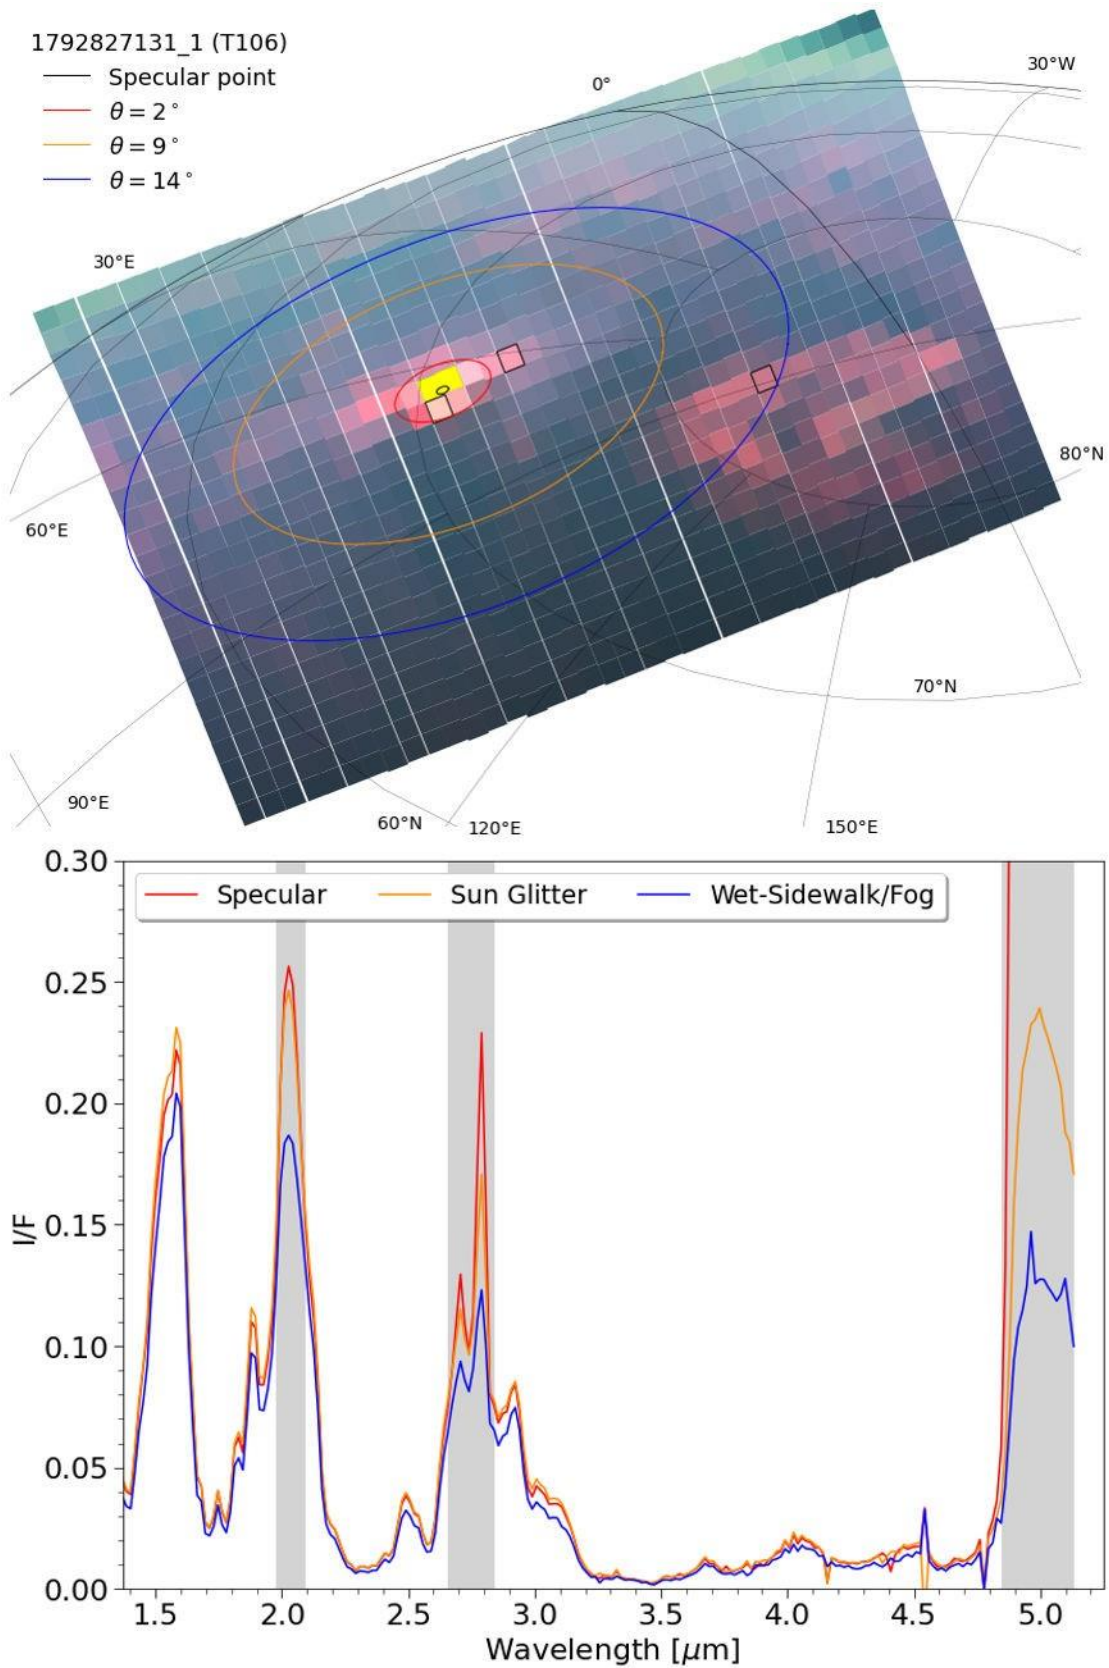 1792827131_1 (T106)
Specular point
θ = 2°
θ = 9°
θ = 14°
0°
30°W
30°E
60°E
80°N
70°N
90°E
60°N
120°E
150°E
0.30
0.25
0.20
0.15
0.10
0.05
0.00
I/F
Specular
Sun Glitter
Wet-Sidewalk/Fog
1.5 2.0 2.5 3.0 3.5 4.0 4.5 5.0
Wavelength [μm]